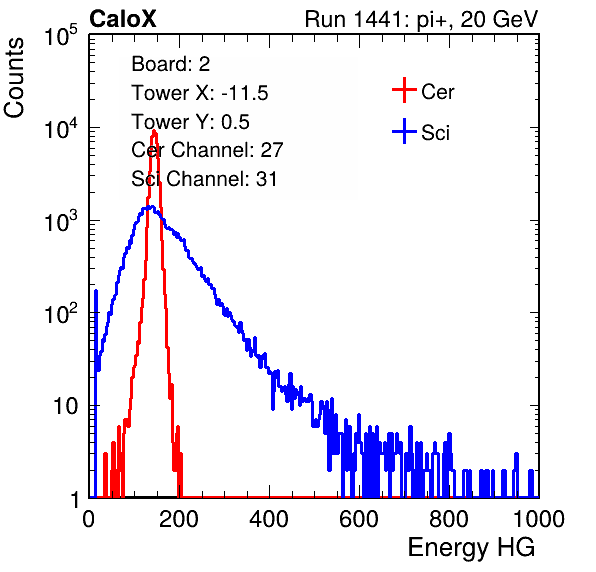 CaloX Run 1441: pi+, 20 GeV
Board: 2
Tower X: -11.5
Tower Y: 0.5
Cer Channel: 27
Sci Channel: 31
Cer
Sci
Counts
10^5
10^4
10^3
10^2
10
1
0 200 400 600 800 1000
Energy HG